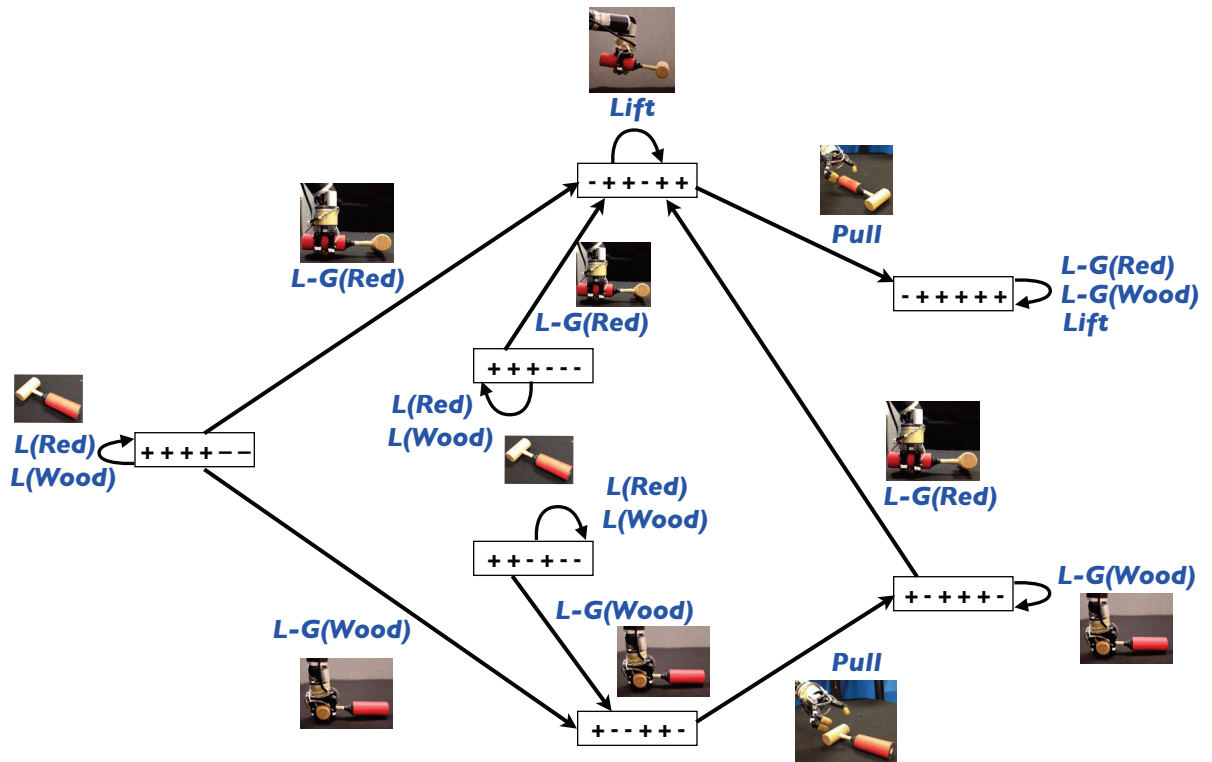 Lift
- + + - + +
Pull
L-G(Red)
L-G(Red)
L-G(Red)
L-G(Wood)
Lift
- + + + + +
+ + + - - -
L(Red)
L(Wood)
L(Red)
L(Wood)
+ + + + - -
L-G(Red)
L(Red)
L(Wood)
+ + - + - -
L-G(Wood)
+ - + + + -
L-G(Wood)
L-G(Wood)
Pull
+ - - + + -